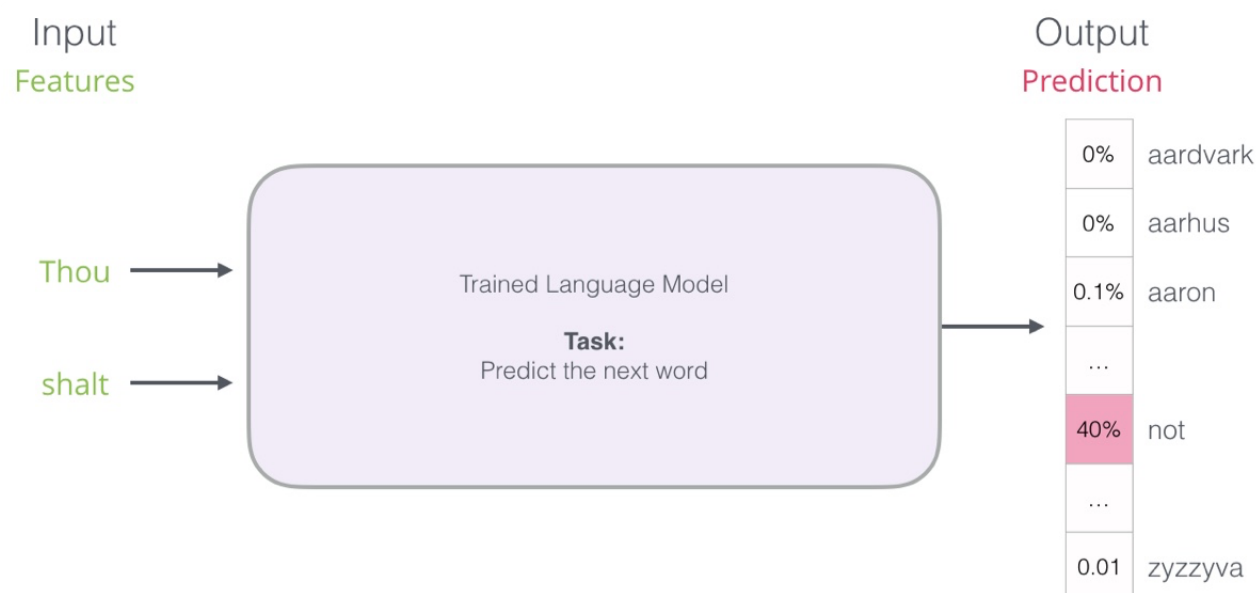 Input
Features
Thou
shalt
Trained Language Model
Task:
Predict the next word
Output
Prediction
0% aardvark
0% aarhus
0.1% aaron
...
40% not
...
0.01 zyzzyva